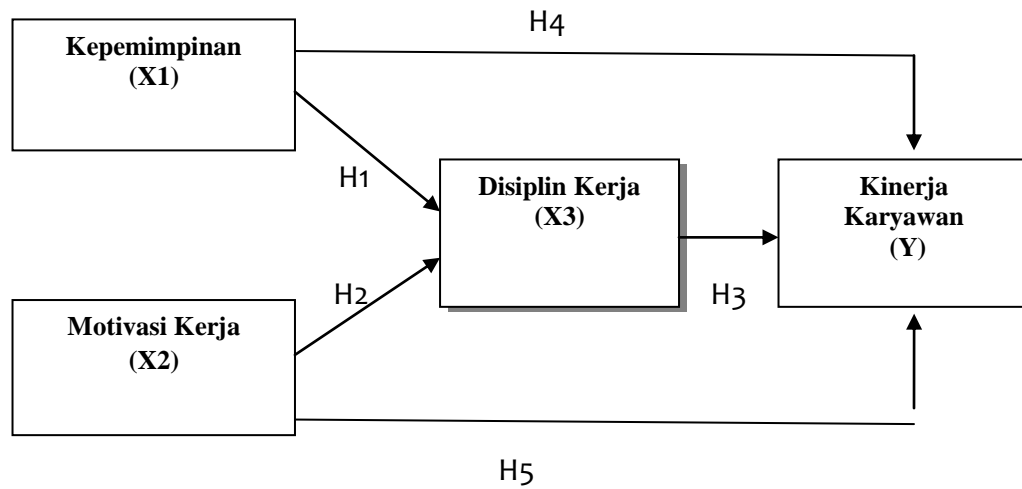 H4
Kepemimpinan
(X1)
H1
Disiplin Kerja
(X3)
Kinerja
Karyawan
(Y)
H2
H3
Motivasi Kerja
(X2)
H5